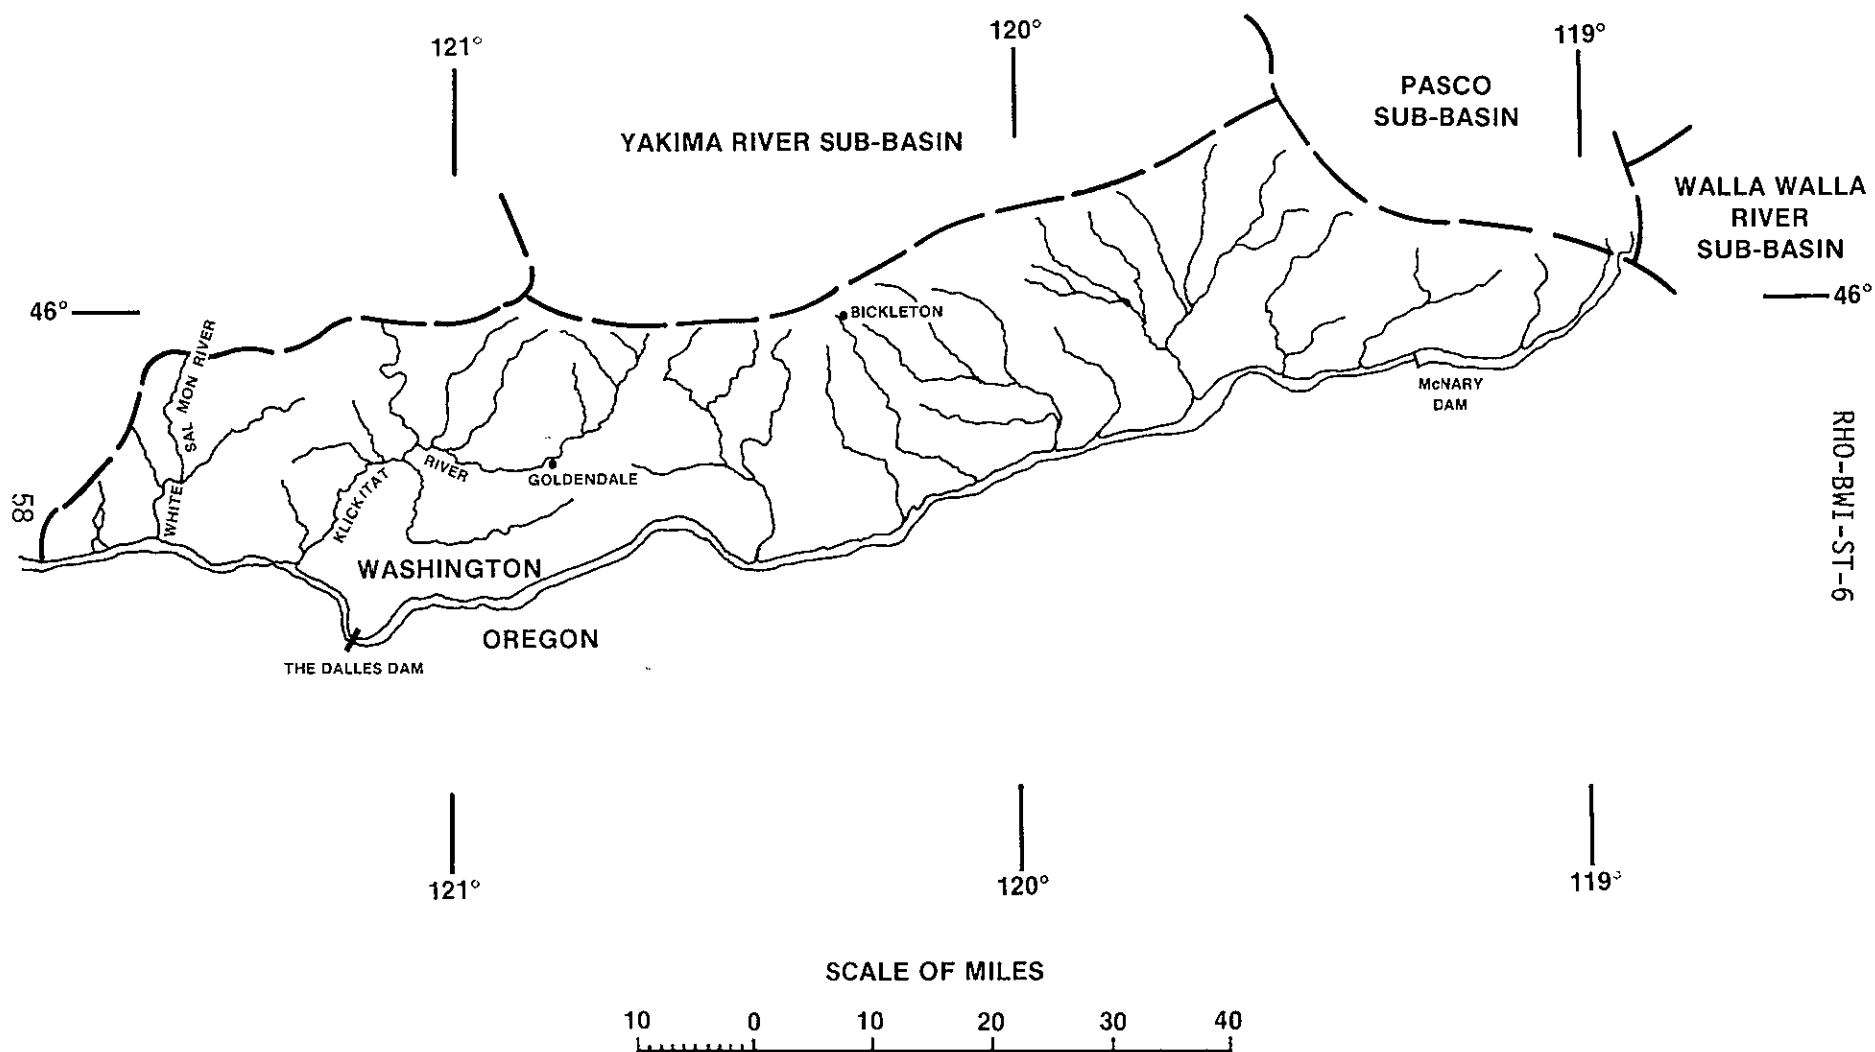 121°
120°
119°
PASCO
SUB-BASIN
YAKIMA RIVER SUB-BASIN
WALLA WALLA
RIVER
SUB-BASIN
46°
46°
BICKLETON
WHITE SAL MON RIVER
McNARY
DAM
KLICKITAT RIVER
GOLDENDALE
58
RHO-BWI-ST-6
WASHINGTON
OREGON
THE DALLES DAM
121°
120°
119°
SCALE OF MILES
10 0 10 20 30 40